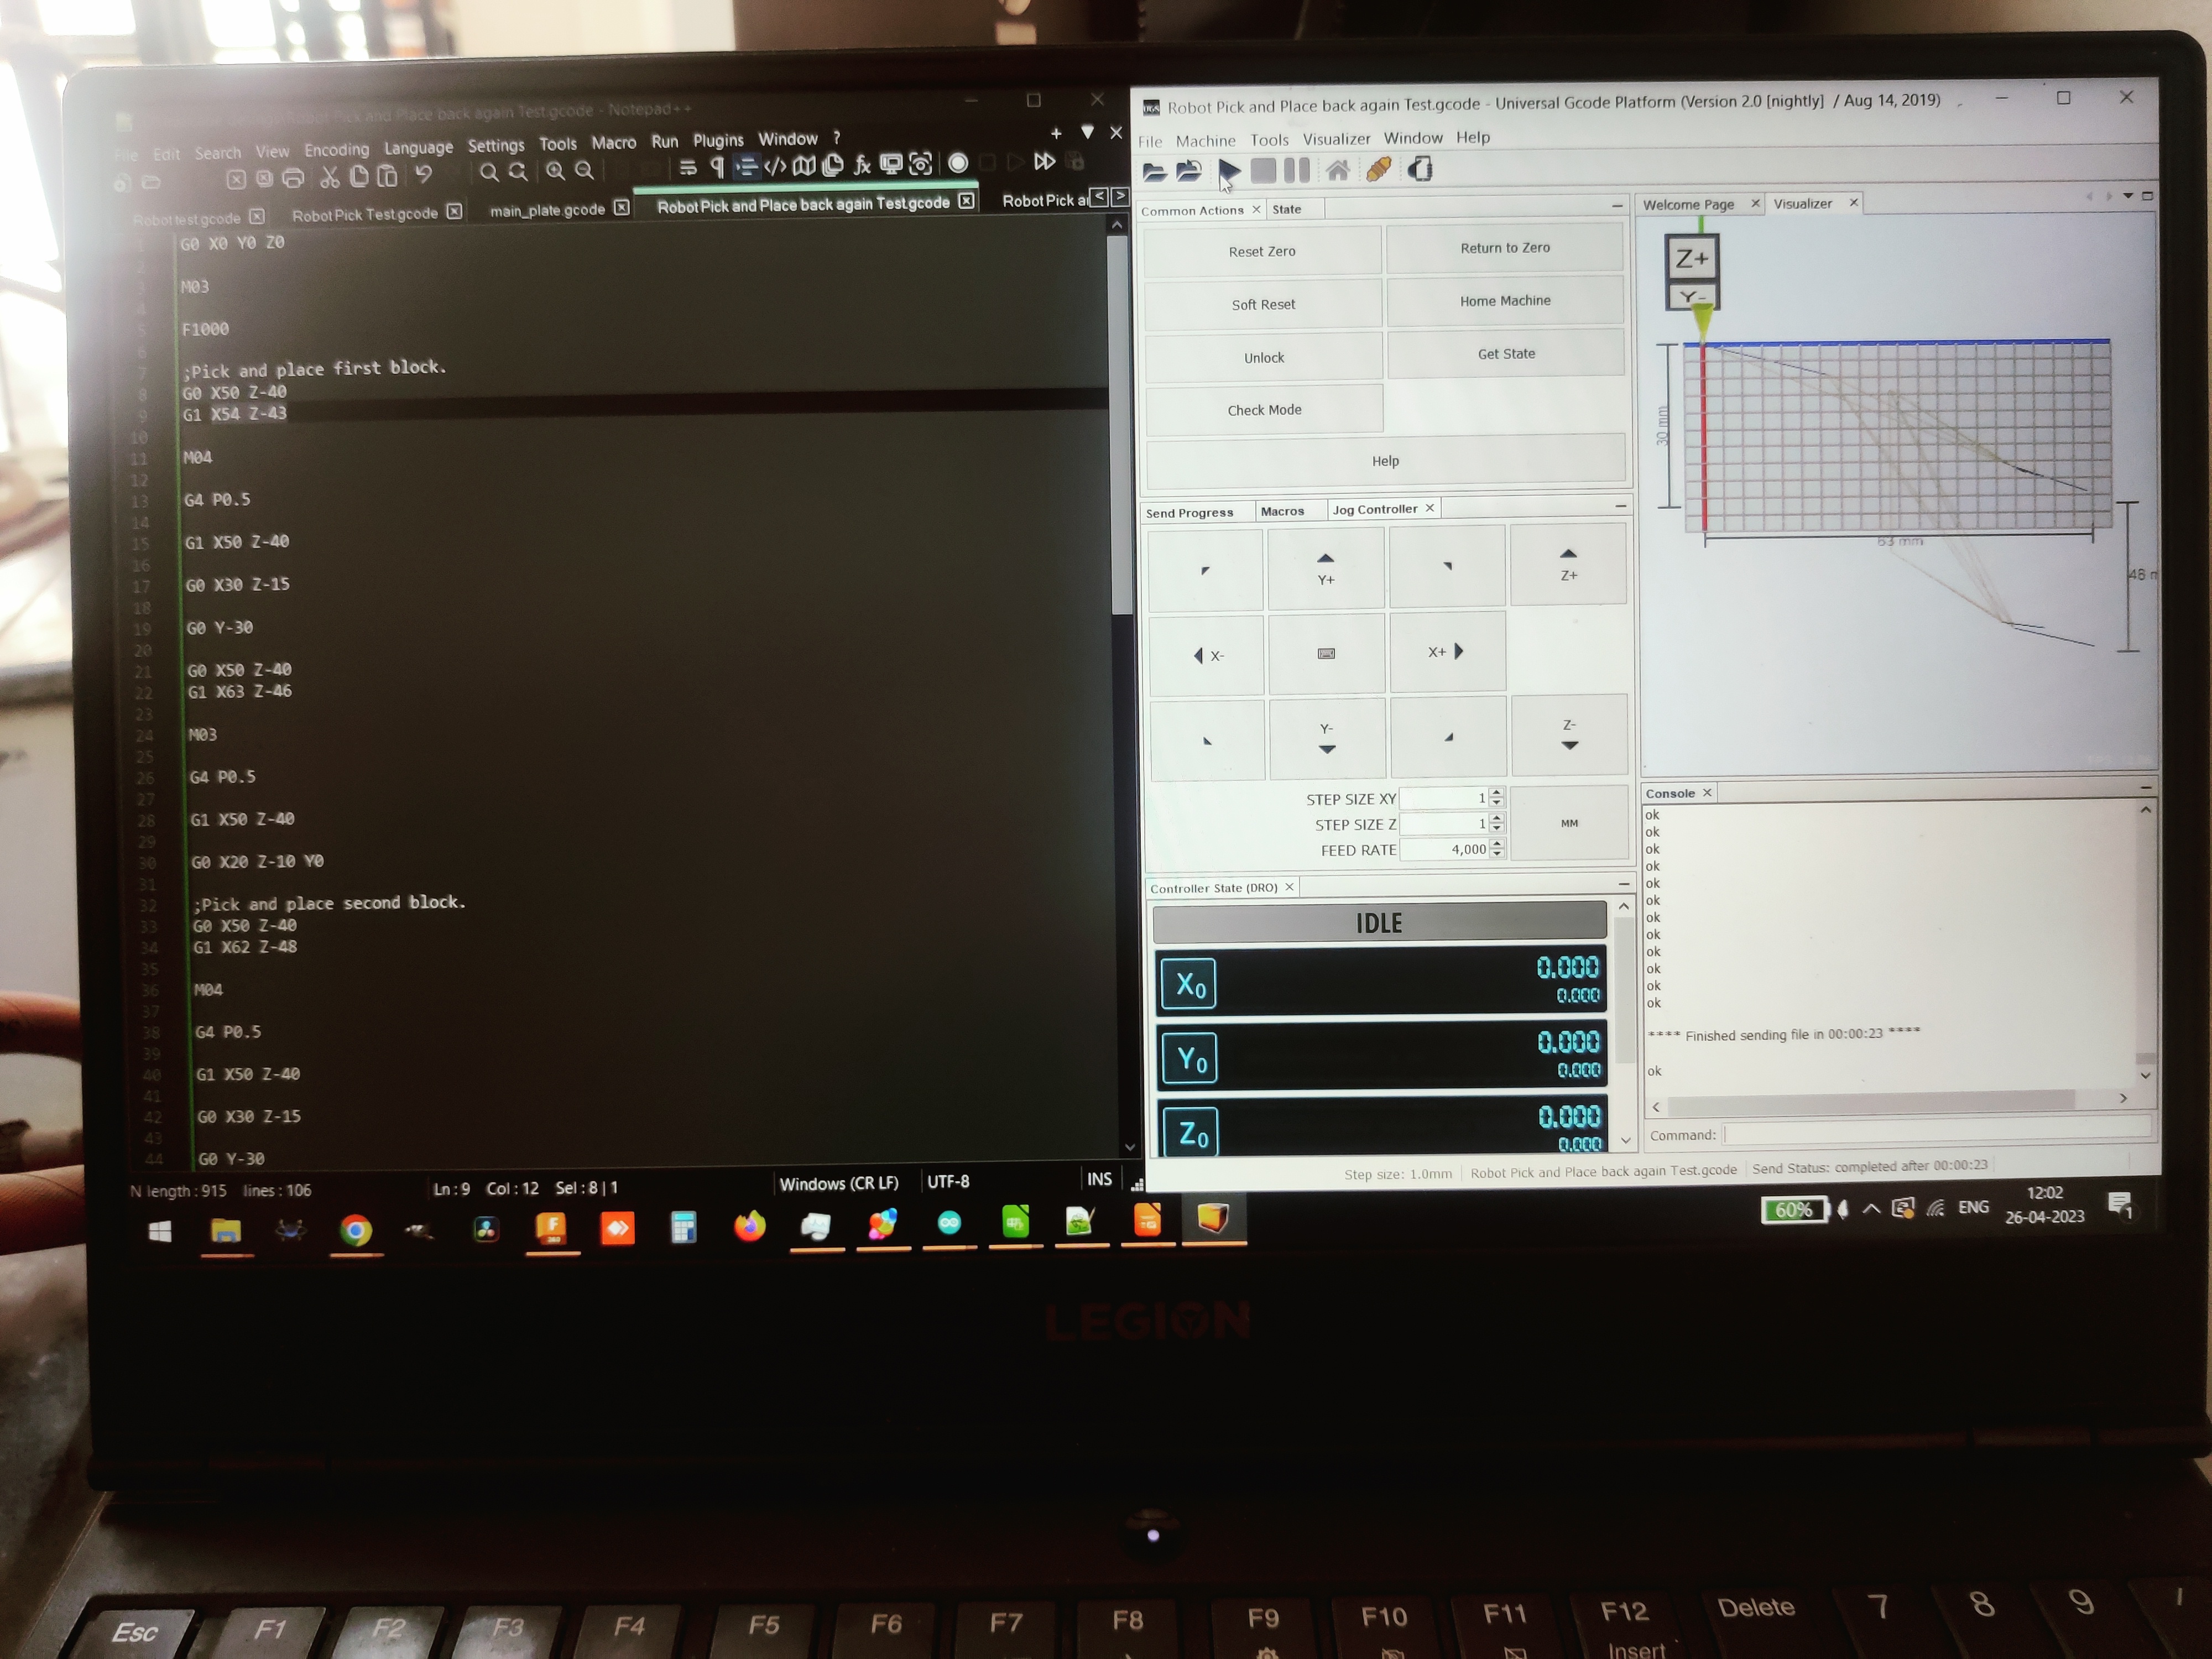 Robot Pick and Place back again Test.gcode - Notepad++
File Edit Search View Encoding Language Settings Tools Macro Run Plugins Window ?
Robot test.gcode
Robot Pick Test.gcode
main_plate.gcode
Robot Pick and Place back again Test.gcode
Robot Pick a
1 G0 X0 Y0 Z0
2
3 M03
4
5 F1000
6
7 ;Pick and place first block.
8 G0 X50 Z-40
9 G1 X54 Z-43
10
11 M04
12
13 G4 P0.5
14
15 G1 X50 Z-40
16
17 G0 X30 Z-15
18
19 G0 Y-30
20
21 G0 X50 Z-40
22 G1 X63 Z-46
23
24 M03
25
26 G4 P0.5
27
28 G1 X50 Z-40
29
30 G0 X20 Z-10 Y0
31
32 ;Pick and place second block.
33 G0 X50 Z-40
34 G1 X62 Z-48
35
36 M04
37
38 G4 P0.5
39
40 G1 X50 Z-40
41
42 G0 X30 Z-15
43
44 G0 Y-30
N length : 915 lines : 106 Ln : 9 Col : 12 Sel : 8 | 1 Windows (CR LF) UTF-8 INS
Robot Pick and Place back again Test.gcode - Universal Gcode Platform (Version 2.0 [nightly] / Aug 14, 2019)
File Machine Tools Visualizer Window Help
Common Actions
State
Reset Zero
Return to Zero
Soft Reset
Home Machine
Unlock
Get State
Check Mode
Help
Send Progress
Macros
Jog Controller
Y+
Z+
X-
X+
Y-
Z-
STEP SIZE XY 1
STEP SIZE Z 1
FEED RATE 4,000
MM
Controller State (DRO)
IDLE
X0 0.000
0.000
Y0 0.000
0.000
Z0 0.000
0.000
Welcome Page
Visualizer
Z+
Y-
30 mm
63 mm
46 m
Console
ok
ok
ok
ok
ok
ok
ok
ok
ok
ok
ok
ok
**** Finished sending file in 00:00:23 ****
ok
Command:
Step size: 1.0mm Robot Pick and Place back again Test.gcode Send Status: completed after 00:00:23
60%
ENG
12:02
26-04-2023
1
LEGION
Esc F1 F2 F3 F4 F5 F6 F7 F8 F9 F10 F11 F12 Delete 7 8 9 /
Insert